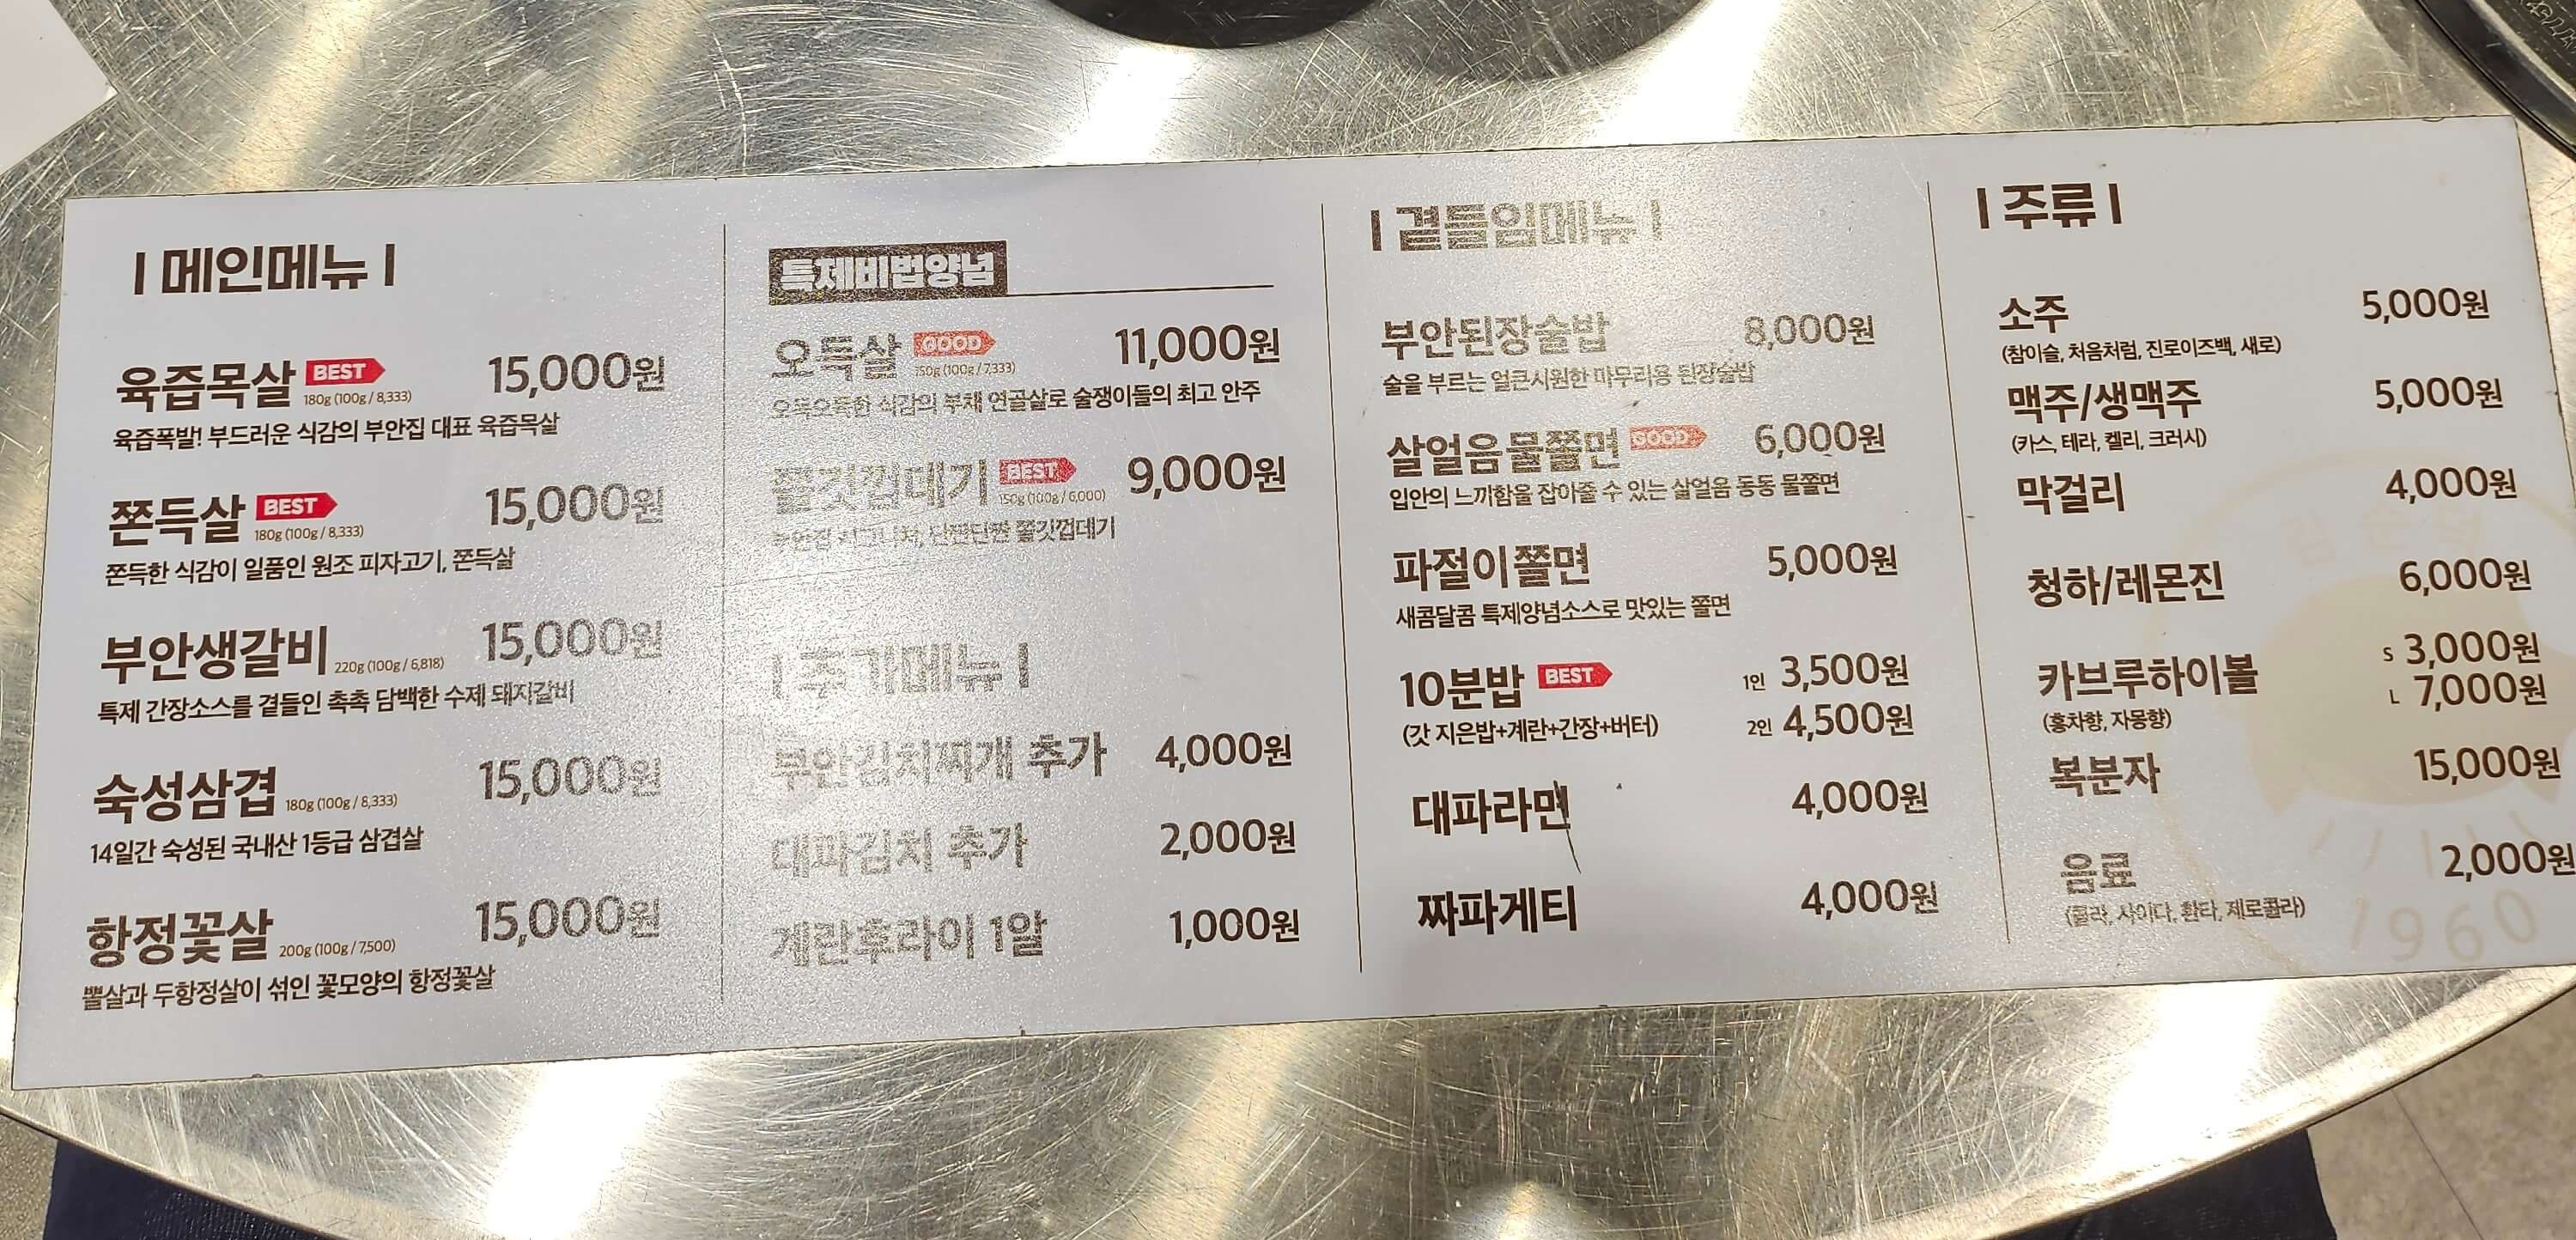 | 메인메뉴 |
육즙목살 BEST 180g (100g / 8,333) 15,000원
육즙폭발! 부드러운 식감의 부안집 대표 육즙목살
쫀득살 BEST 180g (100g / 8,333) 15,000원
쫀득한 식감이 일품인 원조 피자고기, 쫀득살
부안생갈비 220g (100g / 6,818) 15,000원
특제 간장소스를 곁들인 촉촉 담백한 수제 돼지갈비
숙성삼겹 180g (100g / 8,333) 15,000원
14일간 숙성된 국내산 1등급 삼겹살
항정꽃살 200g (100g / 7,500) 15,000원
뽈살과 두항정살이 섞인 꽃모양의 항정꽃살
특제비법양념
오득살 GOOD 150g (100g / 7,333) 11,000원
오독오독한 식감의 부채 연골살로 술쟁이들의 최고 안주
쫄깃껍데기 BEST 150g (100g / 6,000) 9,000원
부안집 시그니처, 단짠단짠 쫄깃껍데기
| 추가메뉴 |
부안김치찌개 추가 4,000원
대파김치 추가 2,000원
계란후라이 1알 1,000원
| 곁들임메뉴 |
부안된장술밥 8,000원
술을 부르는 얼큰시원한 마무리용 된장술밥
살얼음물쫄면 GOOD 6,000원
입안의 느끼함을 잡아줄 수 있는 살얼음 동동 물쫄면
파절이쫄면 5,000원
새콤달콤 특제양념소스로 맛있는 쫄면
10분밥 BEST 1인 3,500원
(갓 지은밥+계란+간장+버터) 2인 4,500원
대파라면 4,000원
짜파게티 4,000원
| 주류 |
소주 5,000원
(참이슬, 처음처럼, 진로이즈백, 새로)
맥주/생맥주 5,000원
(카스, 테라, 켈리, 크러시)
막걸리 4,000원
청하/레몬진 6,000원
카브루하이볼 S 3,000원
L 7,000원
(홍차향, 자몽향)
복분자 15,000원
음료 2,000원
(콜라, 사이다, 환타, 제로콜라)
1960